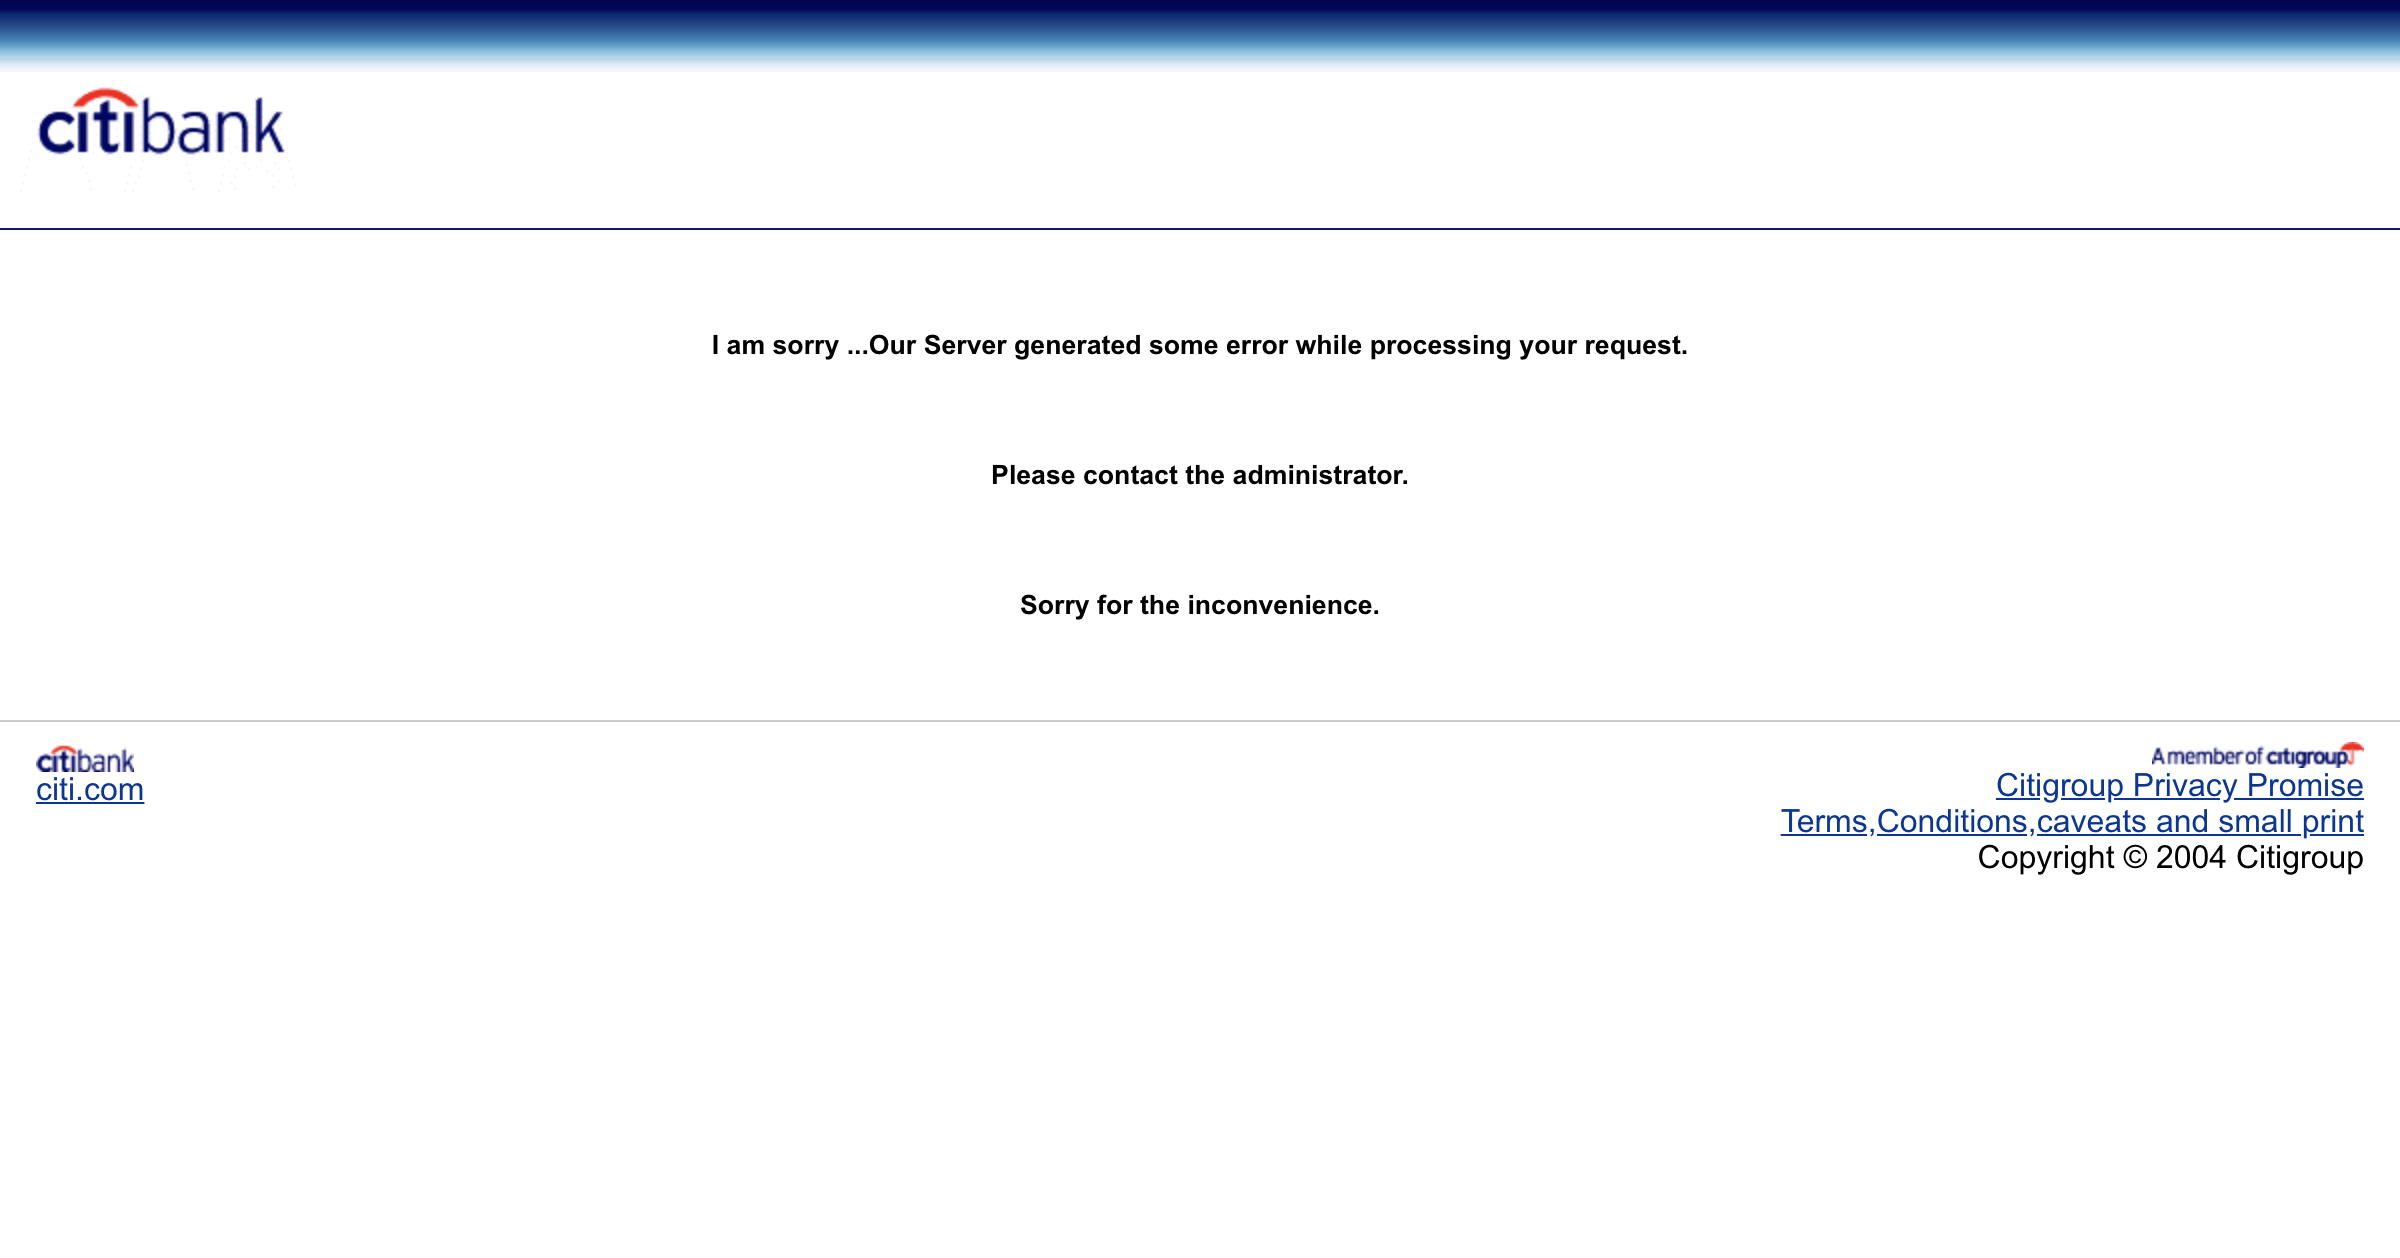 citibank
I am sorry ...Our Server generated some error while processing your request.
Please contact the administrator.
Sorry for the inconvenience.
citibank
citi.com
A member of citigroup
Citigroup Privacy Promise
Terms,Conditions,caveats and small print
Copyright © 2004 Citigroup